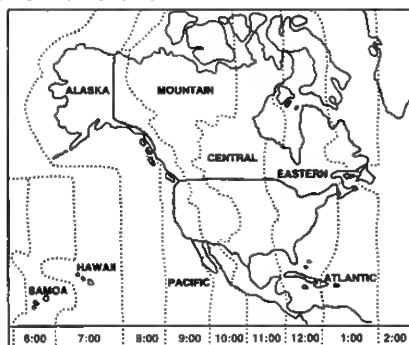 ALASKA MOUNTAIN
CENTRAL
EASTERN
HAWAII
SAMOA
PACIFIC ATLANTIC
6:00 7:00 8:00 9:00 10:00 11:00 12:00 1:00 2:00